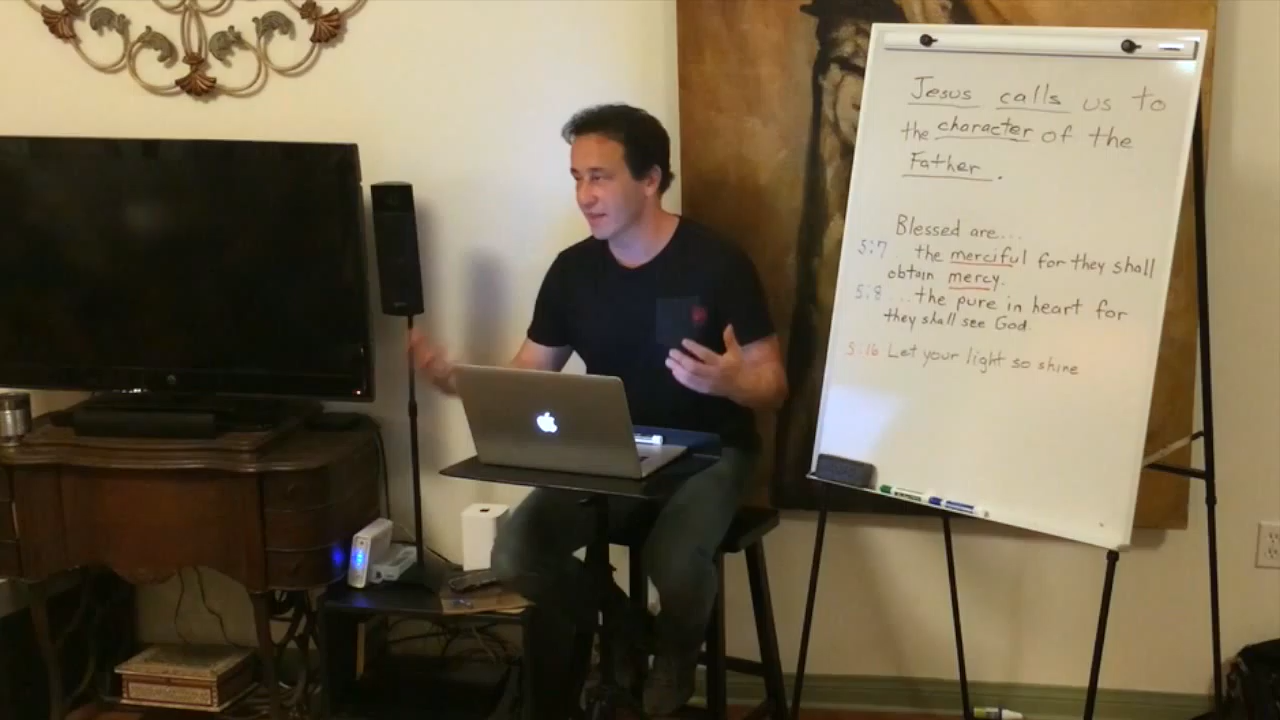 Jesus calls us to
the character of the
Father.
Blessed are...
5:7 the merciful for they shall
obtain mercy.
5:8 ...the pure in heart for
they shall see God.
5:16 Let your light so shine